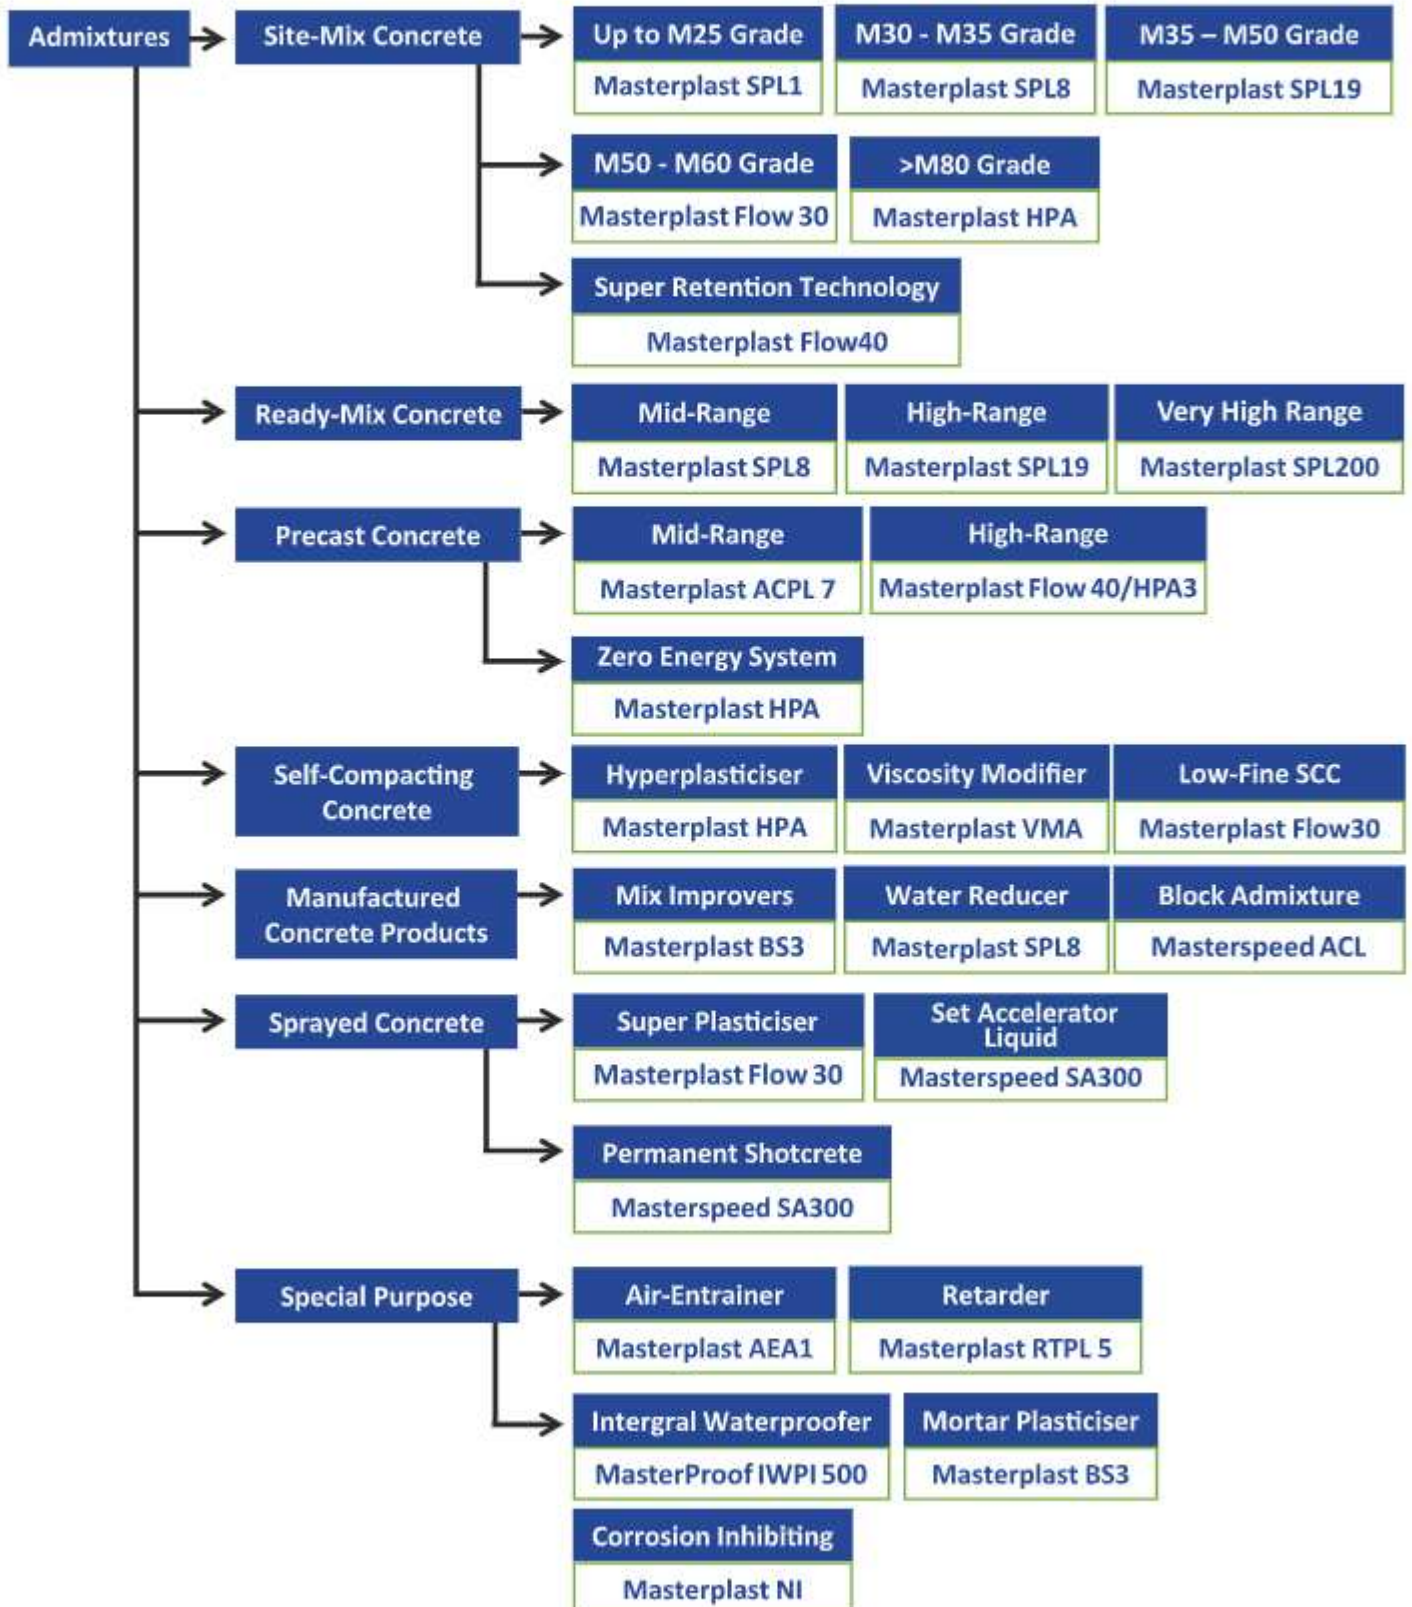 Admixtures
Site-Mix Concrete
Up to M25 Grade
Masterplast SPL1
M30 - M35 Grade
Masterplast SPL8
M35 – M50 Grade
Masterplast SPL19
M50 - M60 Grade
Masterplast Flow 30
>M80 Grade
Masterplast HPA
Super Retention Technology
Masterplast Flow40
Ready-Mix Concrete
Mid-Range
Masterplast SPL8
High-Range
Masterplast SPL19
Very High Range
Masterplast SPL200
Precast Concrete
Mid-Range
Masterplast ACPL 7
High-Range
Masterplast Flow 40/HPA3
Zero Energy System
Masterplast HPA
Self-Compacting
Concrete
Hyperplasticiser
Masterplast HPA
Viscosity Modifier
Masterplast VMA
Low-Fine SCC
Masterplast Flow30
Manufactured
Concrete Products
Mix Improvers
Masterplast BS3
Water Reducer
Masterplast SPL8
Block Admixture
Masterspeed ACL
Sprayed Concrete
Super Plasticiser
Masterplast Flow 30
Set Accelerator
Liquid
Masterspeed SA300
Permanent Shotcrete
Masterspeed SA300
Special Purpose
Air-Entrainer
Masterplast AEA1
Retarder
Masterplast RTPL 5
Intergral Waterproofer
MasterProof IWPI 500
Mortar Plasticiser
Masterplast BS3
Corrosion Inhibiting
Masterplast NI